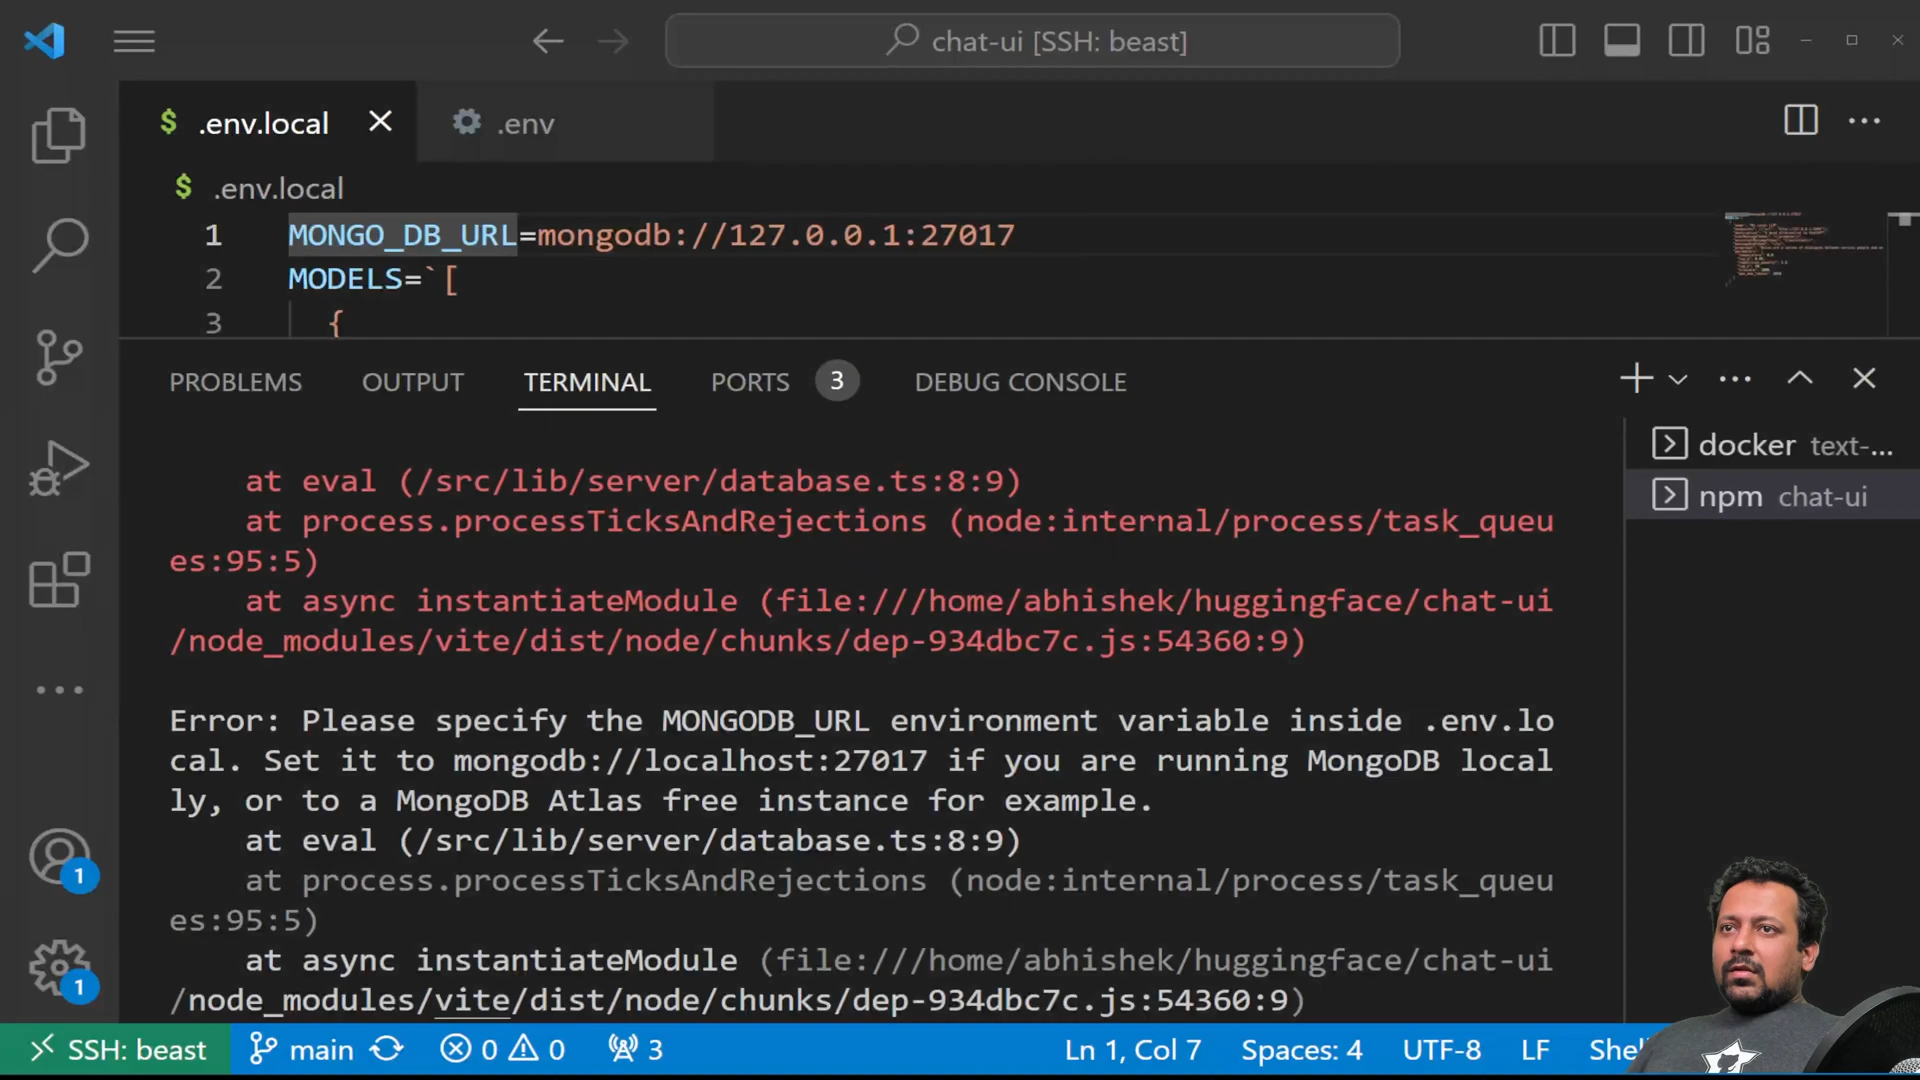 chat-ui [SSH: beast]
$ .env.local
.env
$ .env.local
1 MONGO_DB_URL=mongodb://127.0.0.1:27017
2 MODELS=`[
3 {
PROBLEMS OUTPUT TERMINAL PORTS 3 DEBUG CONSOLE
docker text-...
npm chat-ui
at eval (/src/lib/server/database.ts:8:9)
at process.processTicksAndRejections (node:internal/process/task_queu
es:95:5)
at async instantiateModule (file:///home/abhishek/huggingface/chat-ui
/node_modules/vite/dist/node/chunks/dep-934dbc7c.js:54360:9)
Error: Please specify the MONGODB_URL environment variable inside .env.lo
cal. Set it to mongodb://localhost:27017 if you are running MongoDB local
ly, or to a MongoDB Atlas free instance for example.
at eval (/src/lib/server/database.ts:8:9)
at process.processTicksAndRejections (node:internal/process/task_queu
es:95:5)
at async instantiateModule (file:///home/abhishek/huggingface/chat-ui
/node_modules/vite/dist/node/chunks/dep-934dbc7c.js:54360:9)
1
1
SSH: beast main 0 0 3 Ln 1, Col 7 Spaces: 4 UTF-8 LF Shel